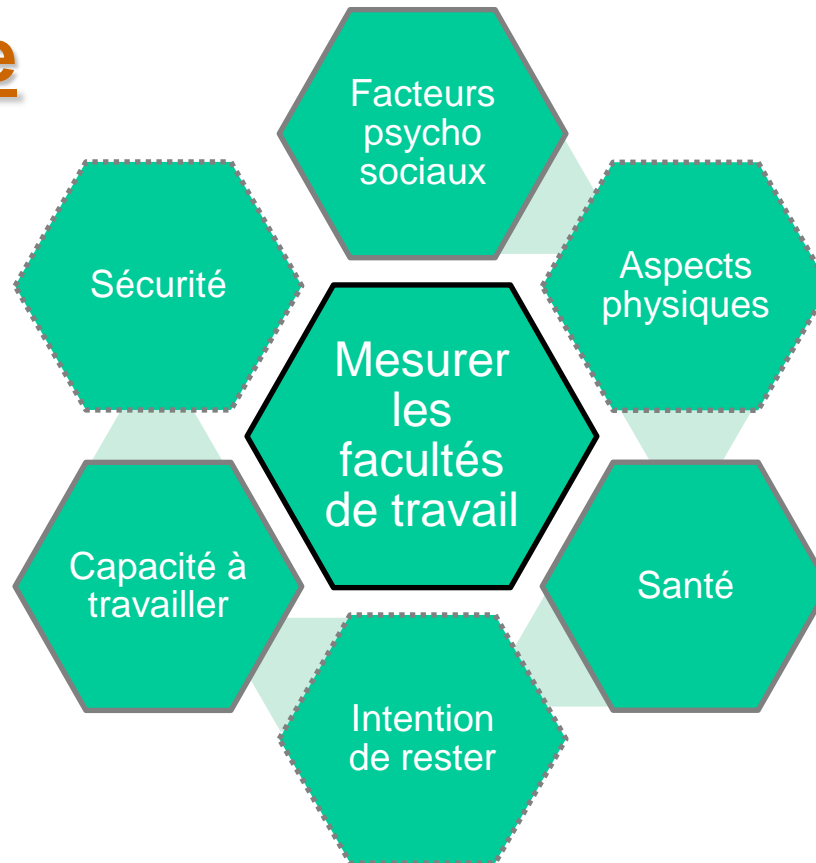 Facteurs
psycho
sociaux
Aspects
physiques
Sécurité
Mesurer
les
facultés
de travail
Capacité à
travailler
Santé
Intention
de rester